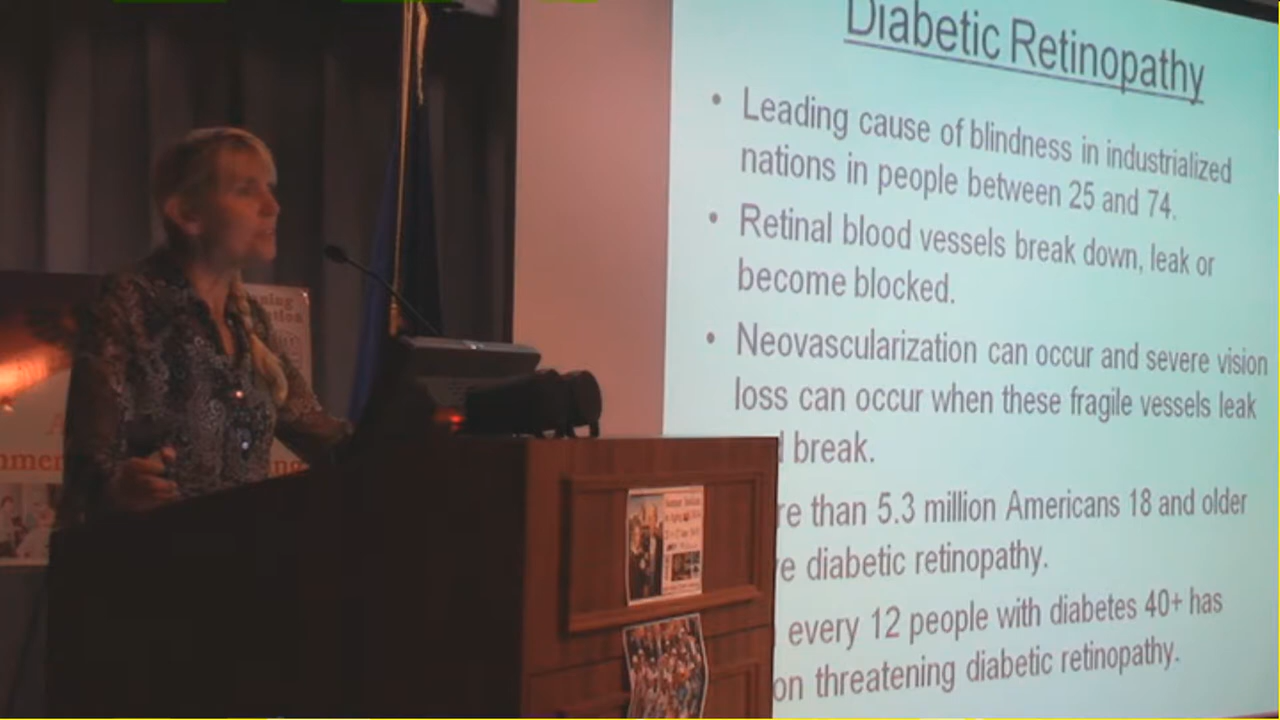 Diabetic Retinopathy
• Leading cause of blindness in industrialized
nations in people between 25 and 74.
• Retinal blood vessels break down, leak or
become blocked.
• Neovascularization can occur and severe vision
loss can occur when these fragile vessels leak
break.
than 5.3 million Americans 18 and older
diabetic retinopathy.
every 12 people with diabetes 40+ has
threatening diabetic retinopathy.